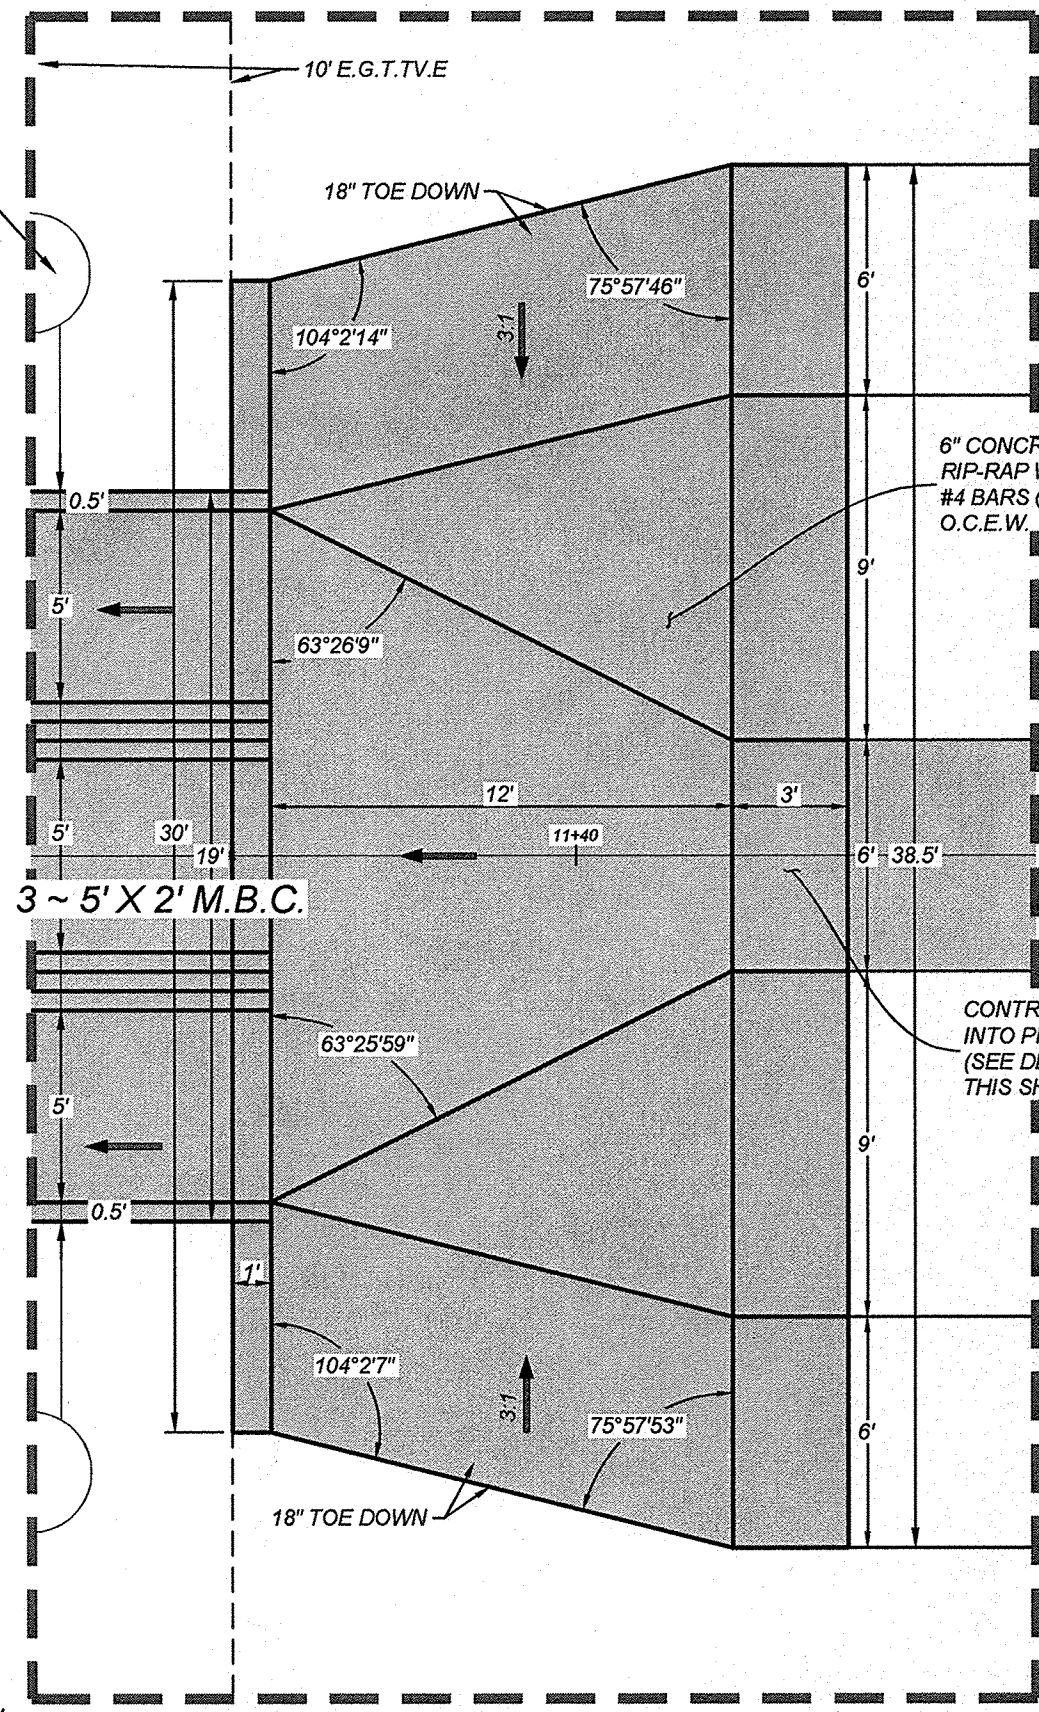 10' E.G.T.TV.E
18" TOE DOWN
75°57'46"
104°2'14"
3:1
6'
6" CONCR
RIP-RAP
#4 BARS
O.C.E.W.
0.5'
5'
9'
63°26'9"
12'
3'
11+40
5'
30'
19'
6'
38.5'
3 ~ 5' X 2' M.B.C.
CONTR
INTO
(SEE
THIS
63°25'59"
5'
9'
0.5'
1'
104°2'7"
3:1
75°57'53"
6'
18" TOE DOWN